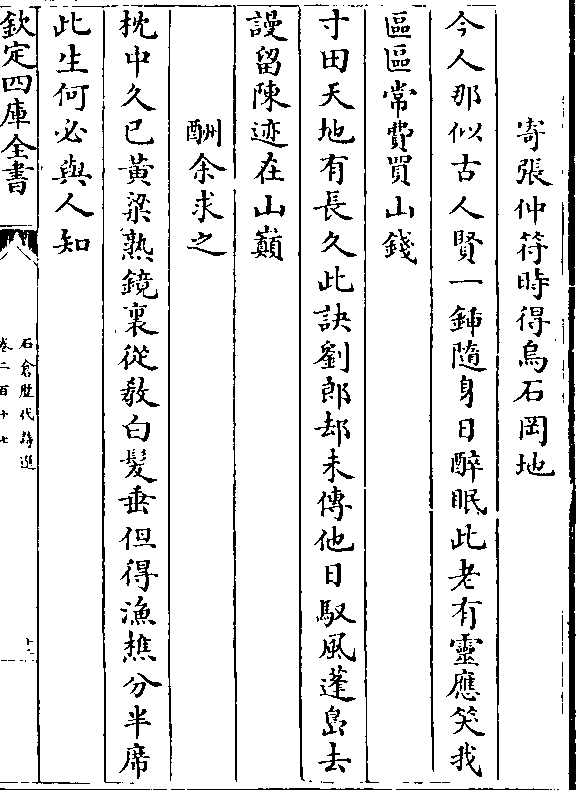 寄張仲符時得烏石岡地
今人那似古人賢一鍤隨身日醉眠此老有靈應笑我
區區常費買山錢
寸田天地有長久此訣劉郎却未傳他日馭風蓬島去
謾留陳迹在山巔
酬余求之
枕中久已黃粱熟鏡裏從教白髮垂但得漁樵分半席
此生何必與人知
欽定四庫全書
石倉歷代詩選
卷二百十七
十二